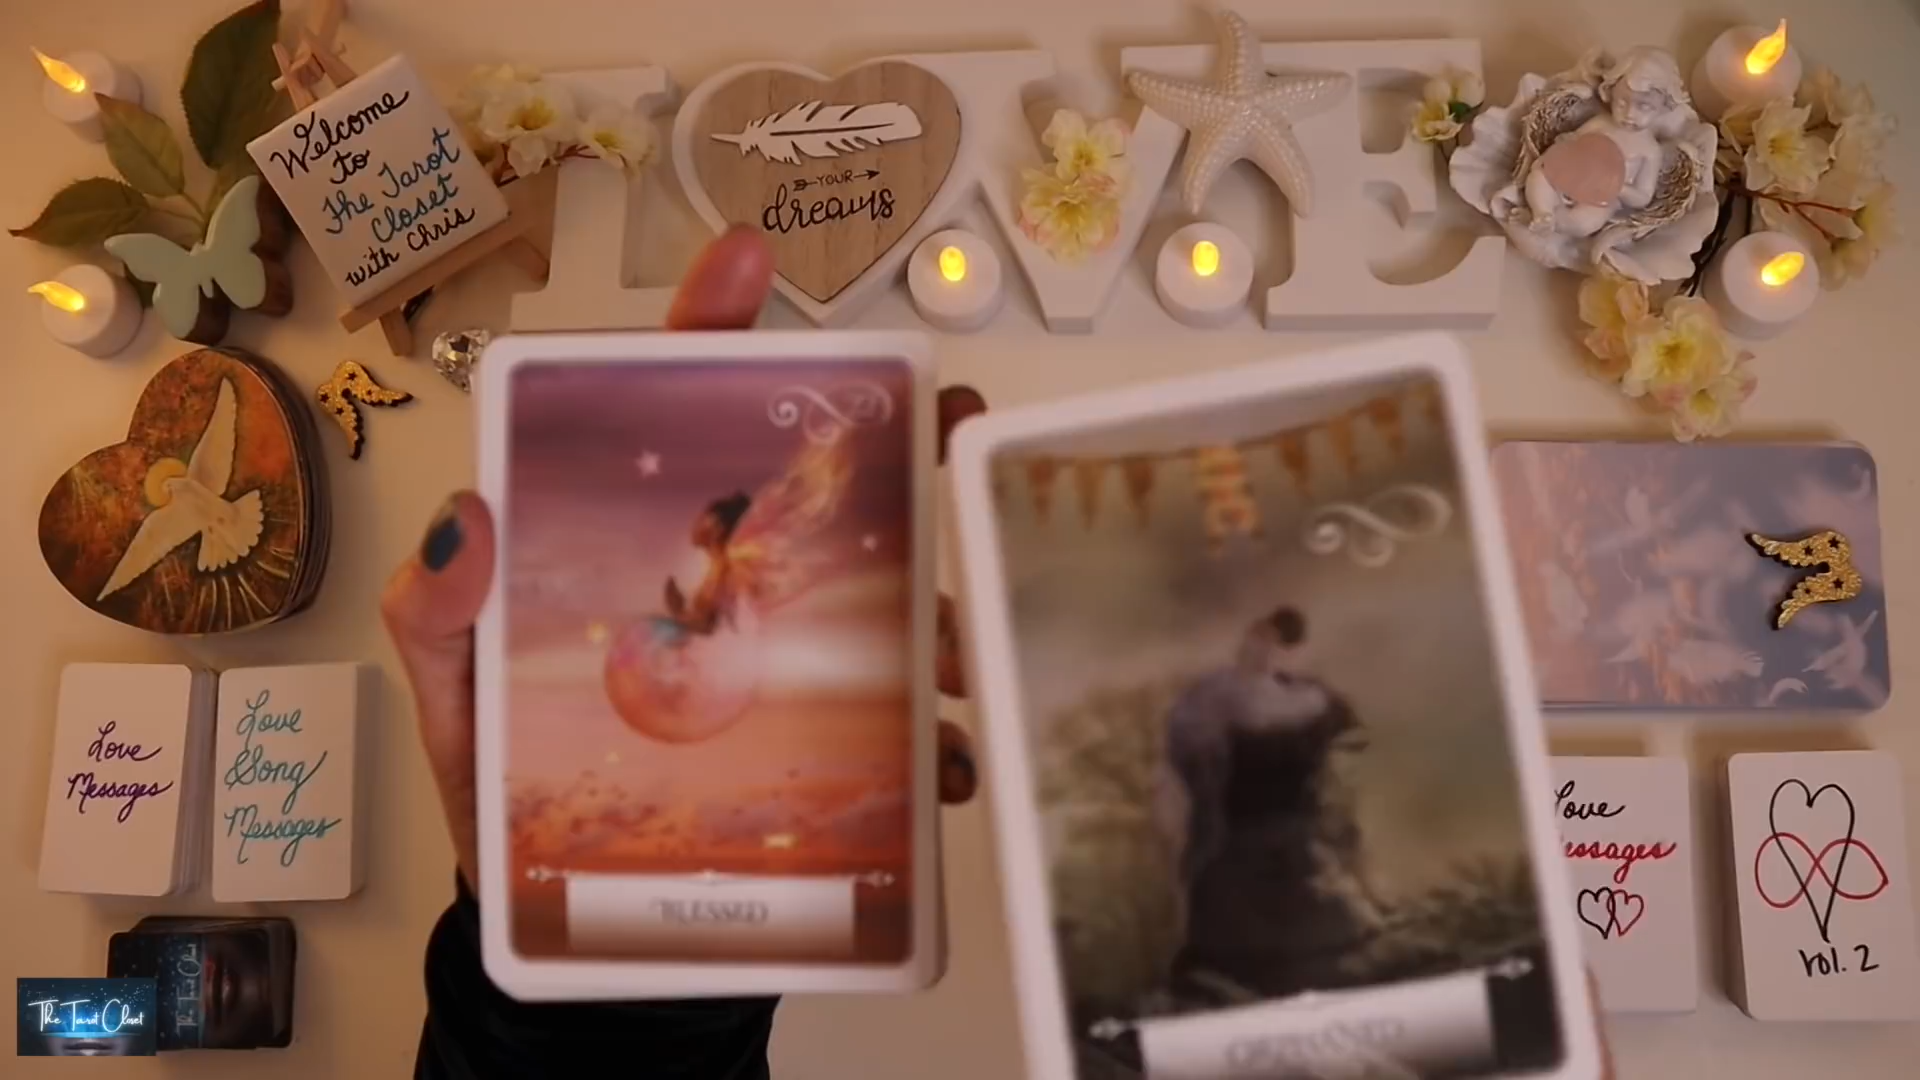 Welcome
to
The Tarot
Closet
with Chris
LOVE
YOUR
dreams
Love
Messages
Love
Song
Messages
BLESSED
Love
Messages
Vol. 2
The Tarot Closet